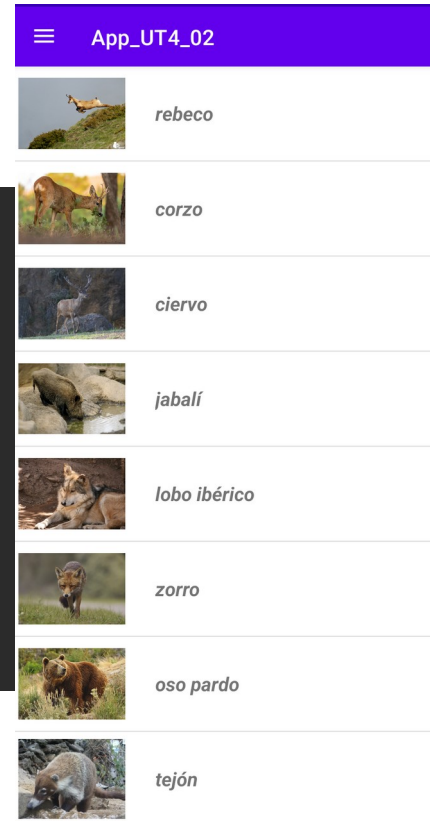 App_UT4_02
rebeco
corzo
ciervo
jabalí
lobo ibérico
zorro
oso pardo
tejón